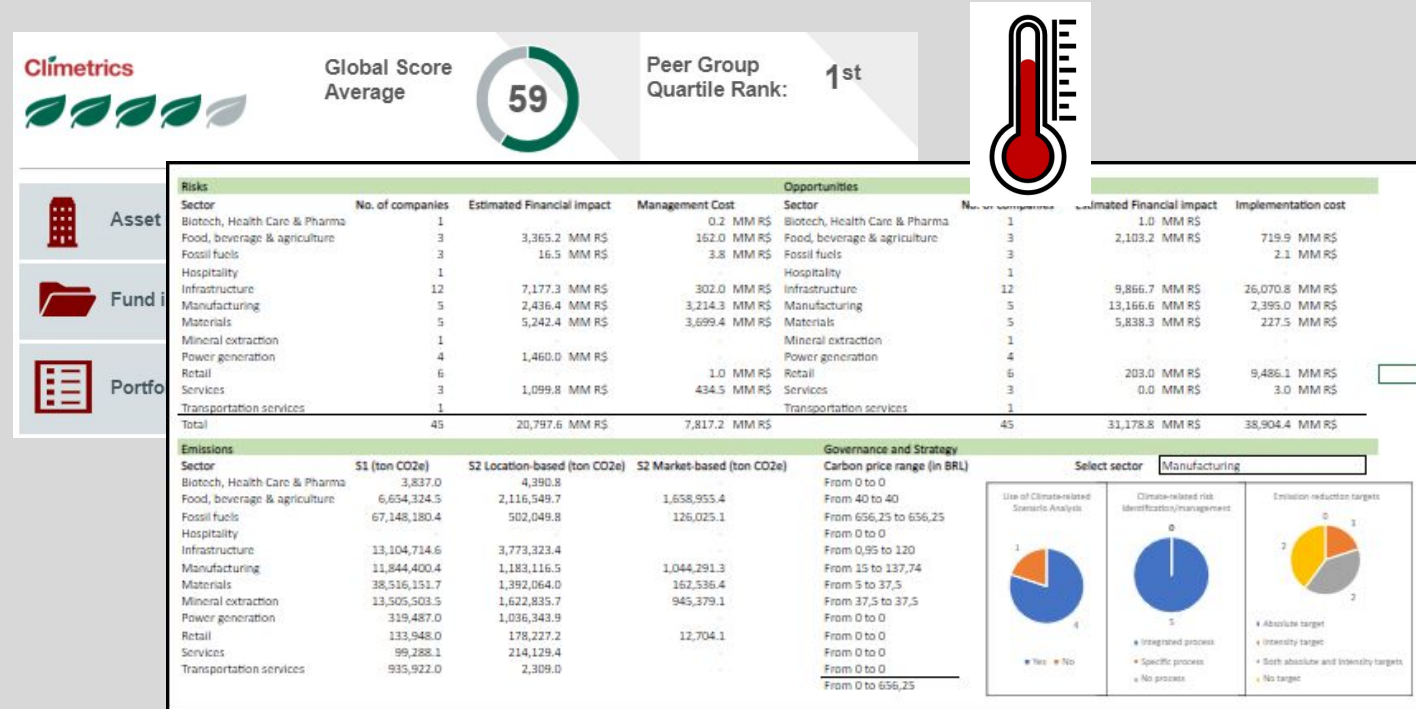 Climetrics
Global Score Average
59
Peer Group Quartile Rank:
1st
Asset
Fund i
Portfo
Risks Opportunities
Sector No. of companies Estimated Financial impact Management Cost Sector No. of companies Estimated Financial impact Implementation cost
Biotech, Health Care & Pharma 1 - 0.2 MM R$ Biotech, Health Care & Pharma 1 1.0 MM R$ -
Food, beverage & agriculture 3 3,365.2 MM R$ 162.0 MM R$ Food, beverage & agriculture 3 2,103.2 MM R$ 719.9 MM R$
Fossil fuels 3 16.5 MM R$ 3.8 MM R$ Fossil fuels 3 - 2.1 MM R$
Hospitality 1 - - Hospitality 1 - -
Infrastructure 12 7,177.3 MM R$ 302.0 MM R$ Infrastructure 12 9,866.7 MM R$ 26,070.8 MM R$
Manufacturing 5 2,436.4 MM R$ 3,214.3 MM R$ Manufacturing 5 13,166.6 MM R$ 2,395.0 MM R$
Materials 5 5,242.4 MM R$ 3,699.4 MM R$ Materials 5 5,838.3 MM R$ 227.5 MM R$
Mineral extraction 1 - - Mineral extraction 1 - -
Power generation 4 1,460.0 MM R$ - Power generation 4 - -
Retail 6 - 1.0 MM R$ Retail 6 203.0 MM R$ 9,486.1 MM R$
Services 3 1,099.8 MM R$ 434.5 MM R$ Services 3 0.0 MM R$ 3.0 MM R$
Transportation services 1 - - Transportation services 1 - -
Total 45 20,797.6 MM R$ 7,817.2 MM R$ 45 31,178.8 MM R$ 38,904.4 MM R$
Emissions Governance and Strategy
Sector S1 (ton CO2e) S2 Location-based (ton CO2e) S2 Market-based (ton CO2e) Carbon price range (in BRL) Select sector Manufacturing
Biotech, Health Care & Pharma 3,837.0 4,390.8 - From 0 to 0
Food, beverage & agriculture 6,654,324.5 2,116,549.7 1,658,955.4 From 40 to 40
Fossil fuels 67,148,180.4 502,049.8 126,025.1 From 656,25 to 656,25
Hospitality - - - From 0 to 0
Infrastructure 13,104,714.6 3,773,323.4 - From 0,95 to 120
Manufacturing 11,844,400.4 1,183,116.5 1,044,291.3 From 15 to 137,74
Materials 38,516,151.7 1,392,064.0 162,536.4 From 5 to 37,5
Mineral extraction 13,505,503.5 1,622,835.7 945,379.1 From 37,5 to 37,5
Power generation 319,487.0 1,036,343.9 - From 0 to 0
Retail 133,948.0 178,227.2 12,704.1 From 0 to 0
Services 99,288.1 214,129.4 - From 0 to 0
Transportation services 935,922.0 2,309.0 - From 0 to 0
From 0 to 656,25
Use of Climate-related
Scenario Analysis
1
4
Yes No
Climate-related risk
identification/management
0
5
Integrated process
Specific process
No process
Emission reduction targets
0
1
2
2
Absolute target
Intensity target
Both absolute and intensity targets
No target